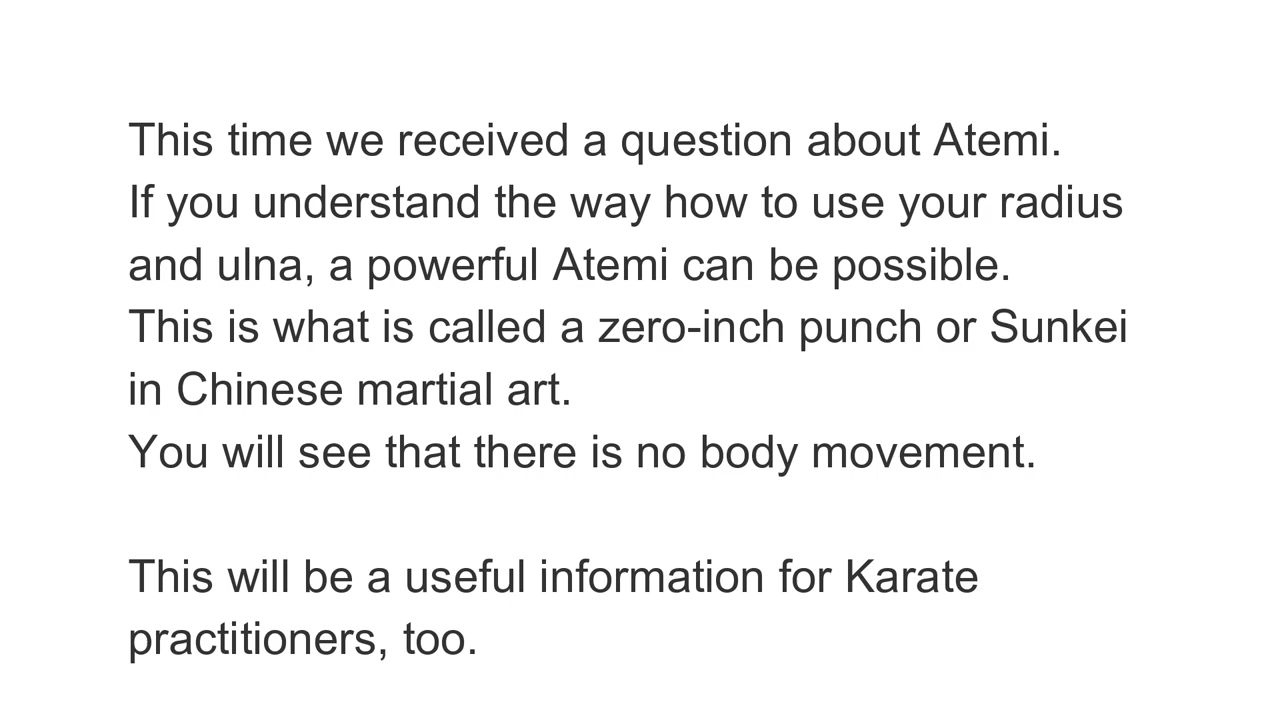 This time we received a question about Atemi.
If you understand the way how to use your radius
and ulna, a powerful Atemi can be possible.
This is what is called a zero-inch punch or Sunkei
in Chinese martial art.
You will see that there is no body movement.
This will be a useful information for Karate
practitioners, too.